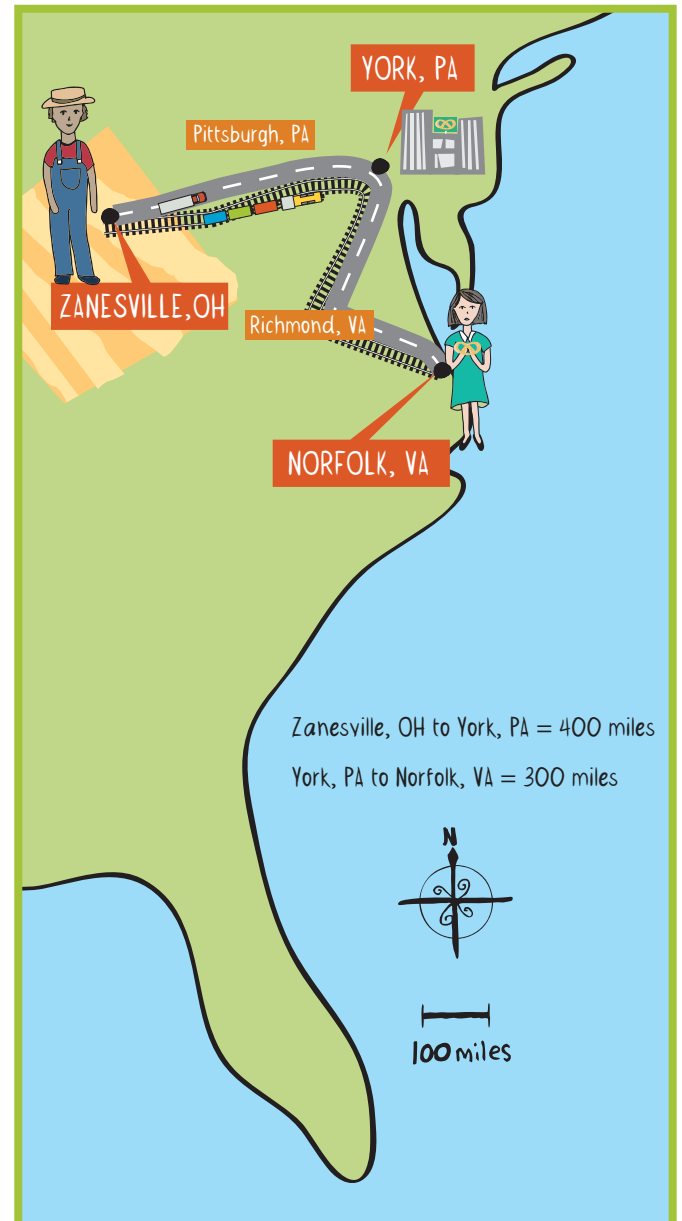 YORK, PA
Pittsburgh, PA
ZANESVILLE, OH
Richmond, VA
NORFOLK, VA
Zanesville, OH to York, PA = 400 miles
York, PA to Norfolk, VA = 300 miles
N
100 miles